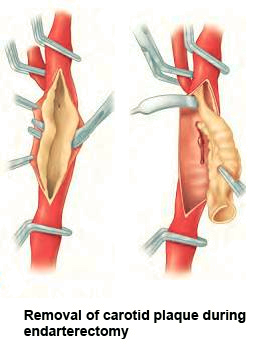 Removal of carotid plaque during
endarterectomy